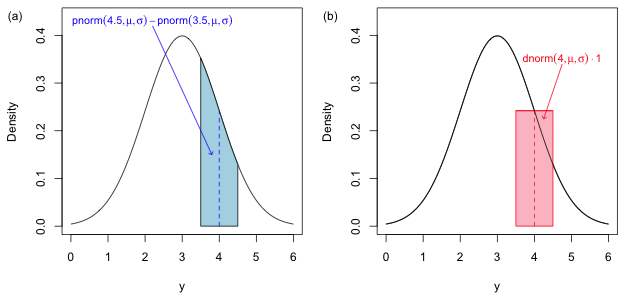 (a)
pnorm(4.5, μ, σ) – pnorm(3.5, μ, σ)
Density
0.4
0.3
0.2
0.1
0.0
0 1 2 3 4 5 6
y
(b)
dnorm(4, μ, σ) · 1
Density
0.4
0.3
0.2
0.1
0.0
0 1 2 3 4 5 6
y